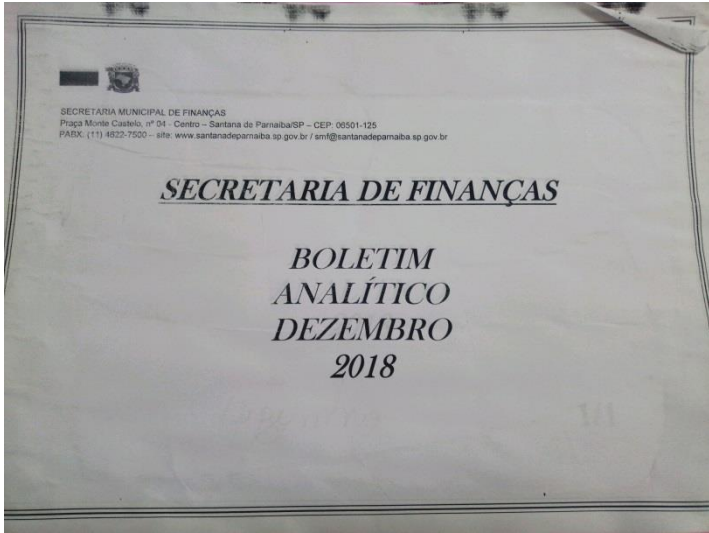 SECRETARIA MUNICIPAL DE FINANÇAS
Praça Monte Castelo, nº 04 - Centro – Santana de Parnaíba/SP – CEP: 06501-125
PABX: (11) 4622-7500 – site: www.santanadeparnaiba.sp.gov.br / smf@santanadeparnaiba.sp.gov.br
SECRETARIA DE FINANÇAS
BOLETIM
ANALÍTICO
DEZEMBRO
2018